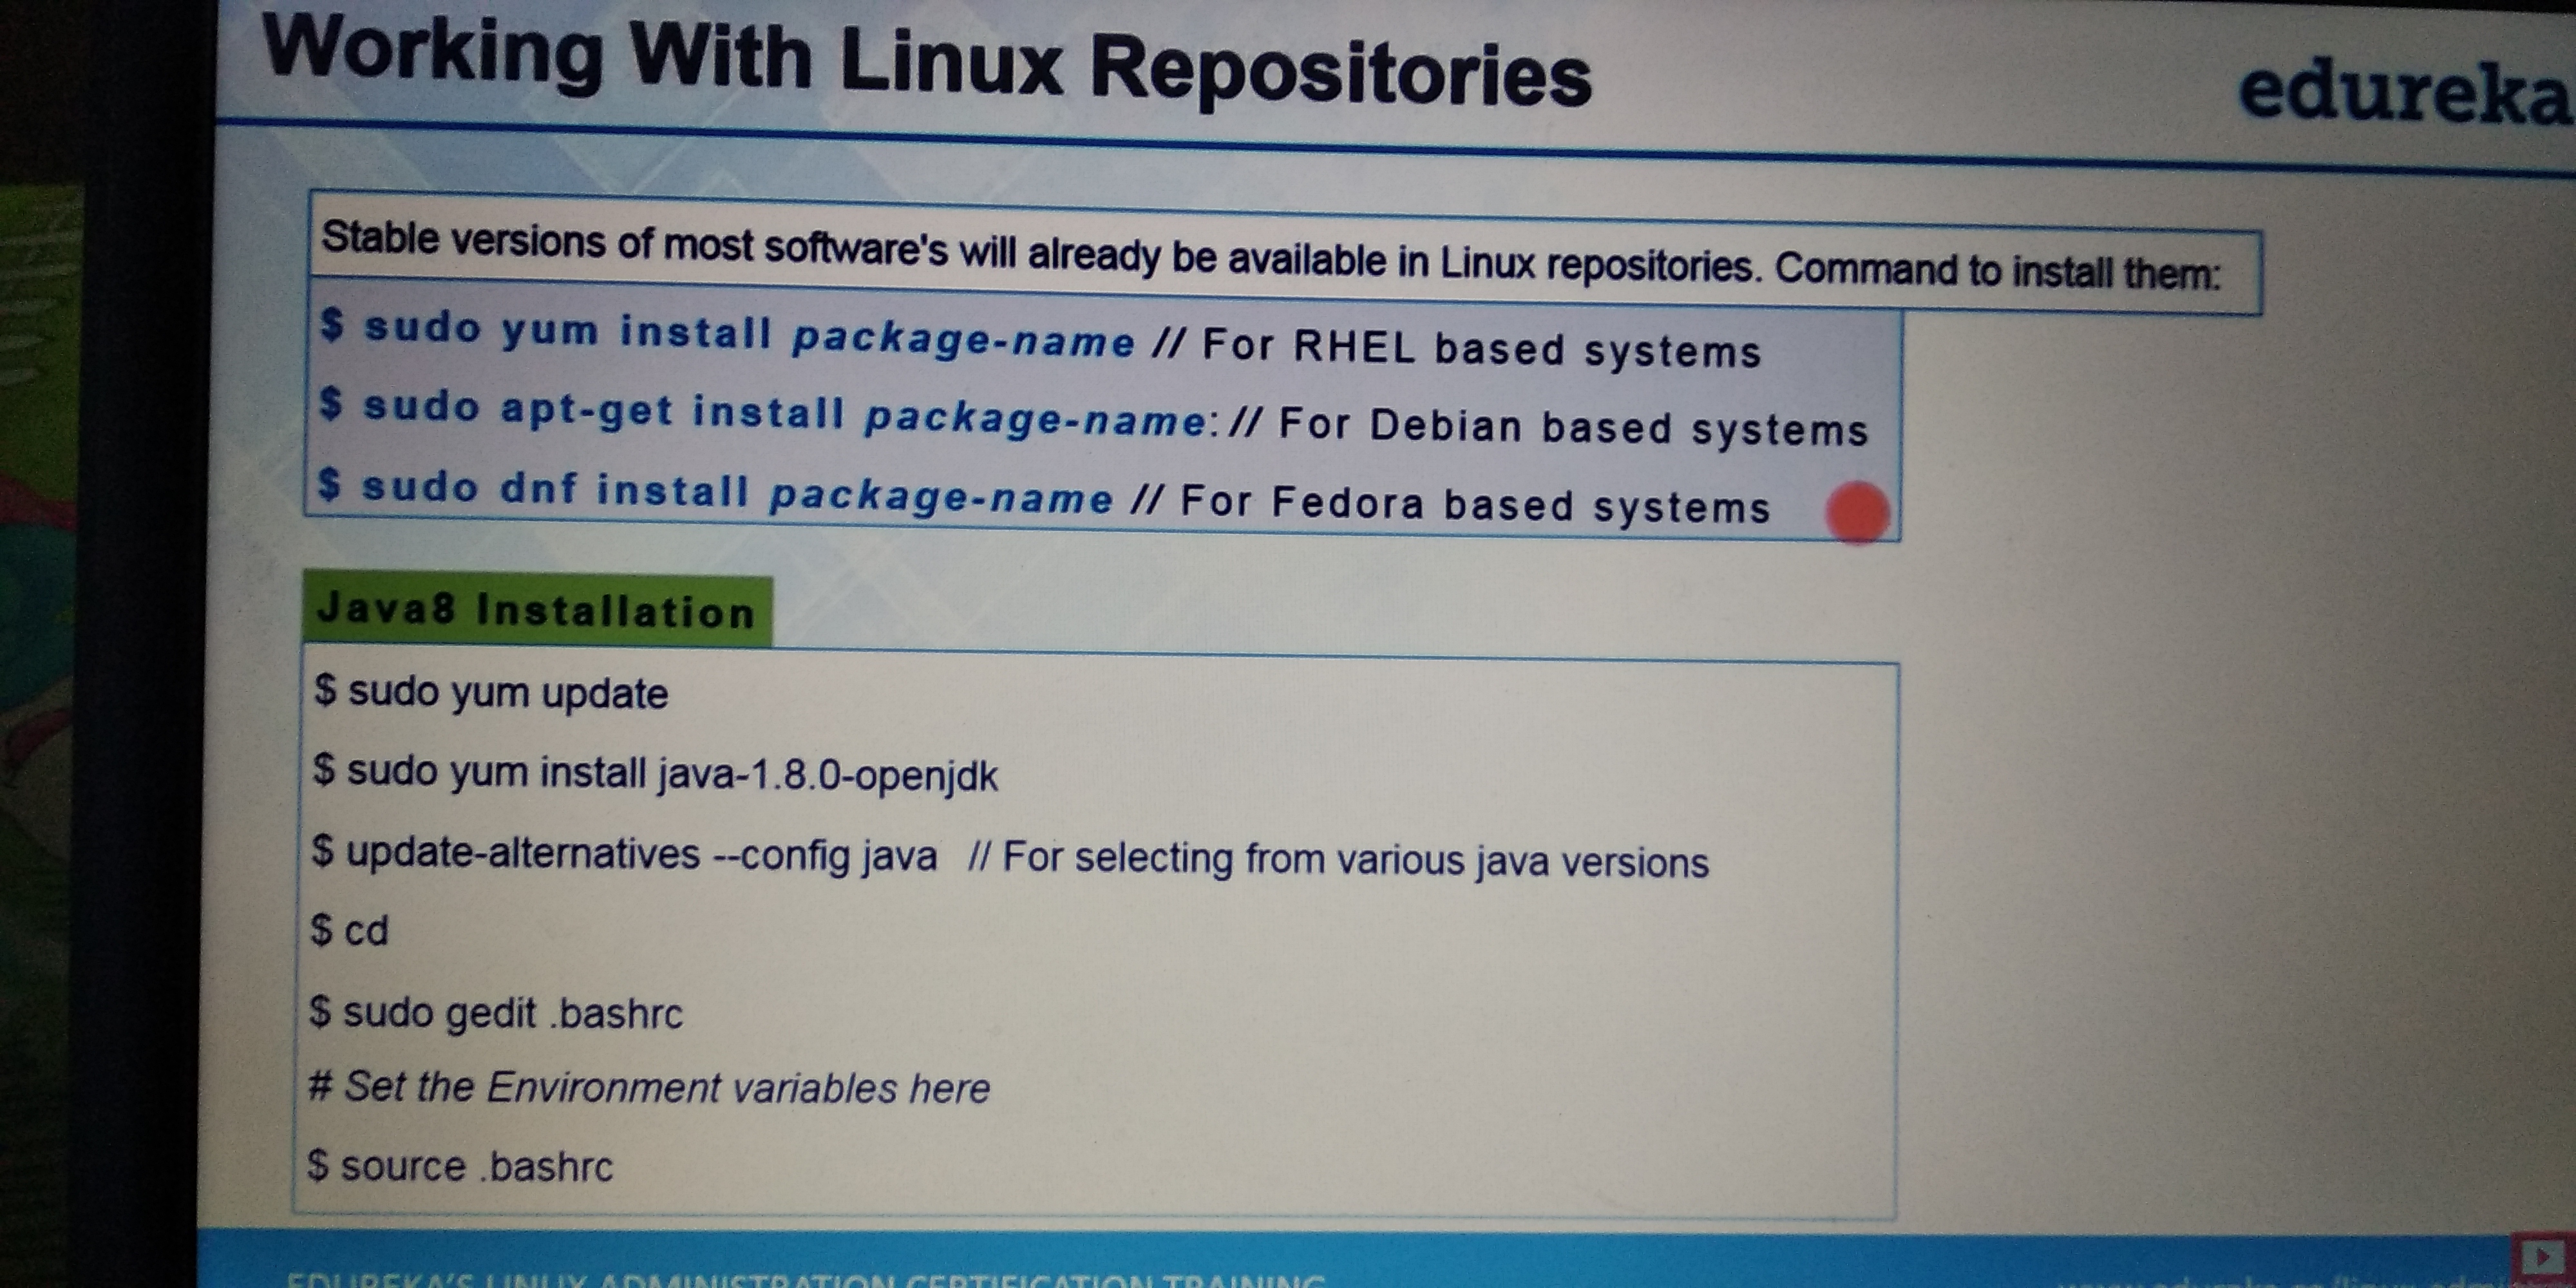 Working With Linux Repositories
edureka
Stable versions of most software's will already be available in Linux repositories. Command to install them:
$ sudo yum install package-name // For RHEL based systems
$ sudo apt-get install package-name: // For Debian based systems
$ sudo dnf install package-name // For Fedora based systems
Java8 Installation
$ sudo yum update
$ sudo yum install java-1.8.0-openjdk
$ update-alternatives --config java // For selecting from various java versions
$ cd
$ sudo gedit .bashrc
# Set the Environment variables here
$ source .bashrc
EDUREKA'S LINUX ADMINISTRATION CERTIFICATION TRAINING